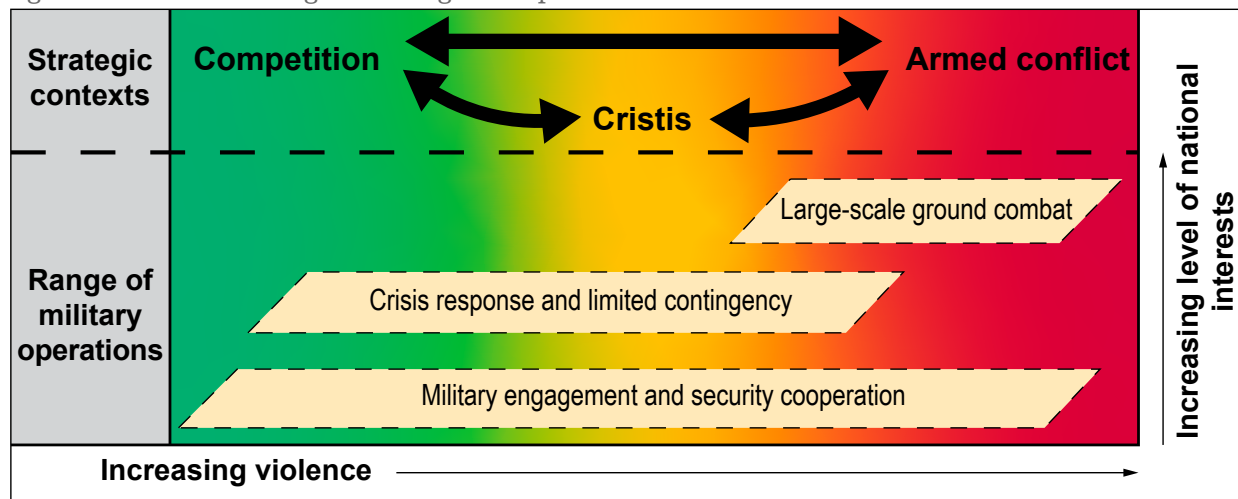 Strategic
contexts
Competition
Armed conflict
Cristis
Range of
military
operations
Large-scale ground combat
Crisis response and limited contingency
Military engagement and security cooperation
Increasing violence
Increasing level of national
interests